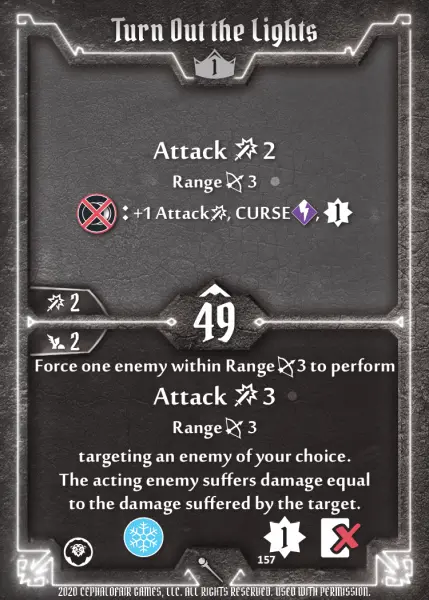 Turn Out the Lights
1
Attack 2
Range 3
: +1 Attack, CURSE, 1
2
49
2
Force one enemy within Range 3 to perform
Attack 3
Range 3
targeting an enemy of your choice.
The acting enemy suffers damage equal
to the damage suffered by the target.
1
157
2020 CEPHALOFAIR GAMES, LLC. ALL RIGHTS RESERVED. USED WITH PERMISSION.